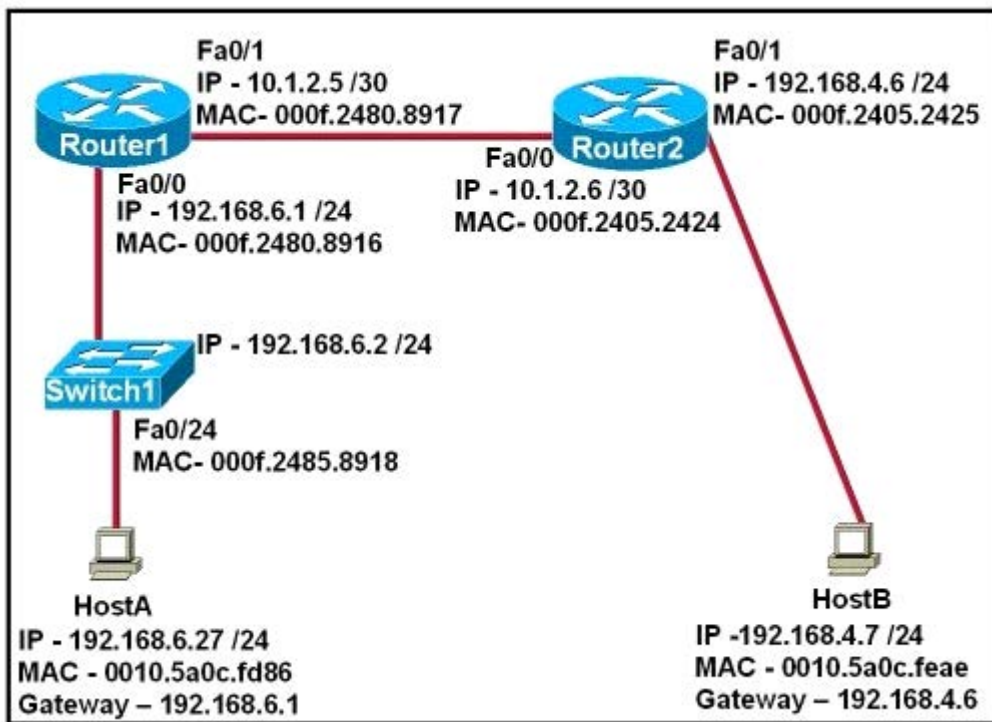 Fa0/1
IP - 10.1.2.5 /30
MAC- 000f.2480.8917
Router1
Fa0/0
IP - 192.168.6.1 /24
MAC- 000f.2480.8916
Fa0/1
IP - 192.168.4.6 /24
MAC- 000f.2405.2425
Router2
Fa0/0
IP - 10.1.2.6 /30
MAC- 000f.2405.2424
IP - 192.168.6.2 /24
Switch1
Fa0/24
MAC- 000f.2485.8918
HostA
IP - 192.168.6.27 /24
MAC - 0010.5a0c.fd86
Gateway – 192.168.6.1
HostB
IP -192.168.4.7 /24
MAC - 0010.5a0c.feae
Gateway – 192.168.4.6